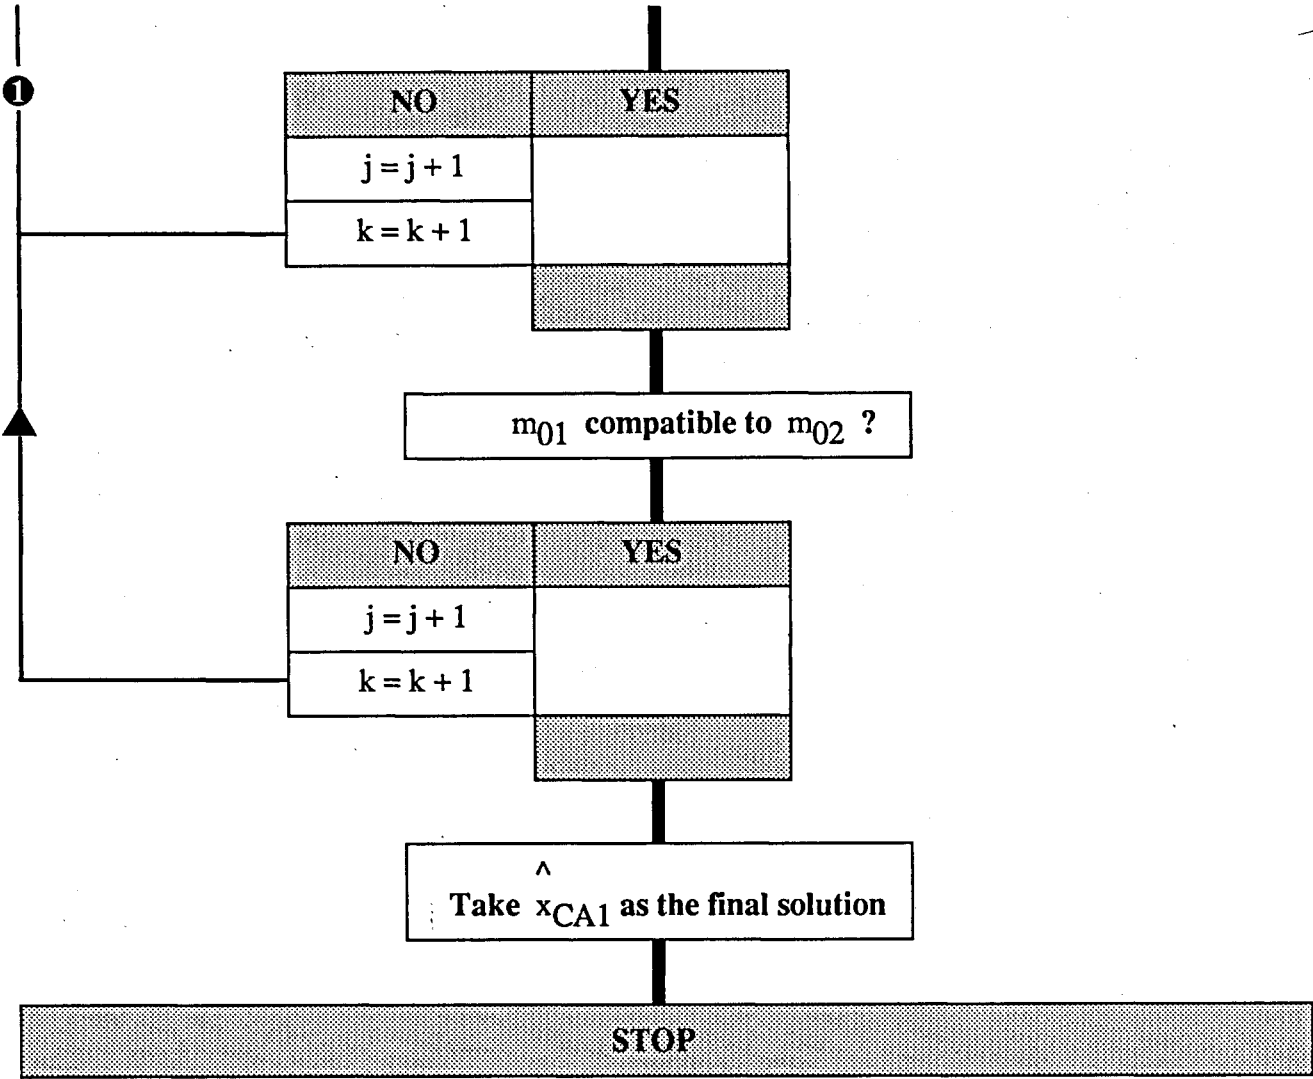 ❶
NO YES
j = j + 1
k = k + 1
m01 compatible to m02 ?
NO YES
j = j + 1
k = k + 1
^
Take xCA1 as the final solution
STOP